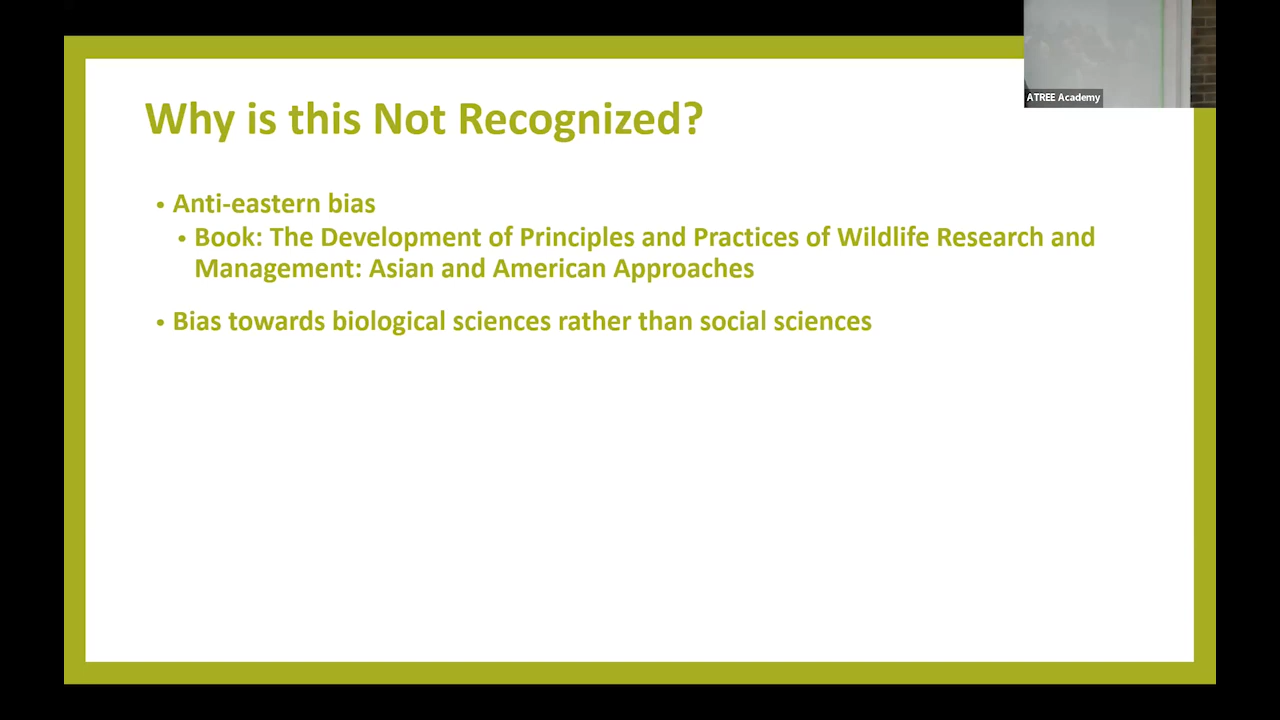 ATREE Academy
Why is this Not Recognized?
• Anti-eastern bias
• Book: The Development of Principles and Practices of Wildlife Research and
Management: Asian and American Approaches
• Bias towards biological sciences rather than social sciences